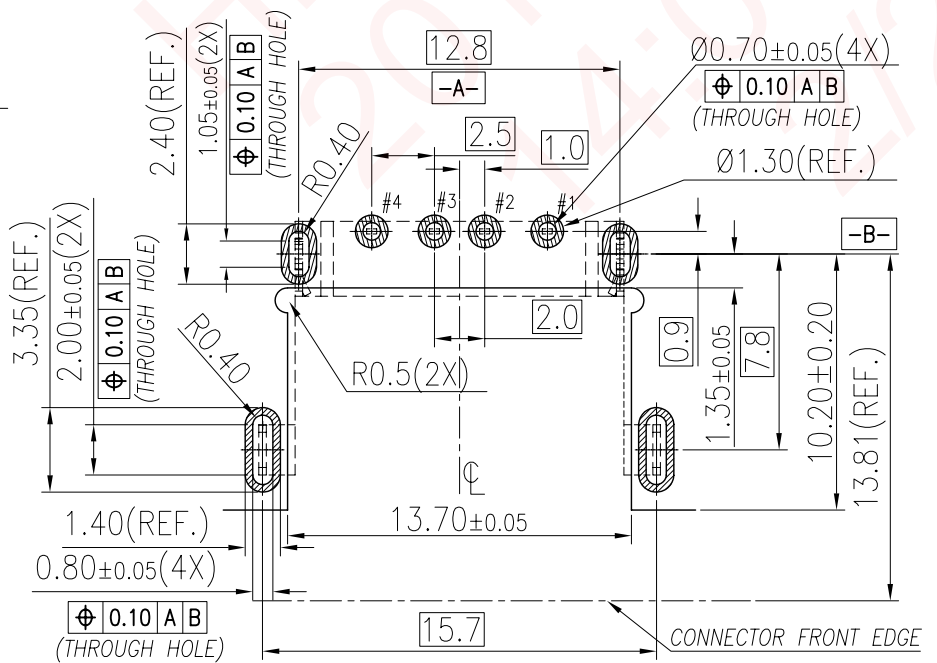 12.8
-A-
2.40(REF.)
1.05±0.05(2X)
⌖ 0.10 A B
(THROUGH HOLE)
R0.40
2.5
1.0
Ø0.70±0.05(4X)
⌖ 0.10 A B
(THROUGH HOLE)
Ø1.30(REF.)
#4
#3
#2
#1
-B-
3.35(REF.)
2.00±0.05(2X)
⌖ 0.10 A B
(THROUGH HOLE)
R0.40
R0.5(2X)
2.0
0.9
1.35±0.05
7.8
10.20±0.20
13.81(REF.)
℄
13.70±0.05
1.40(REF.)
0.80±0.05(4X)
⌖ 0.10 A B
(THROUGH HOLE)
15.7
CONNECTOR FRONT EDGE